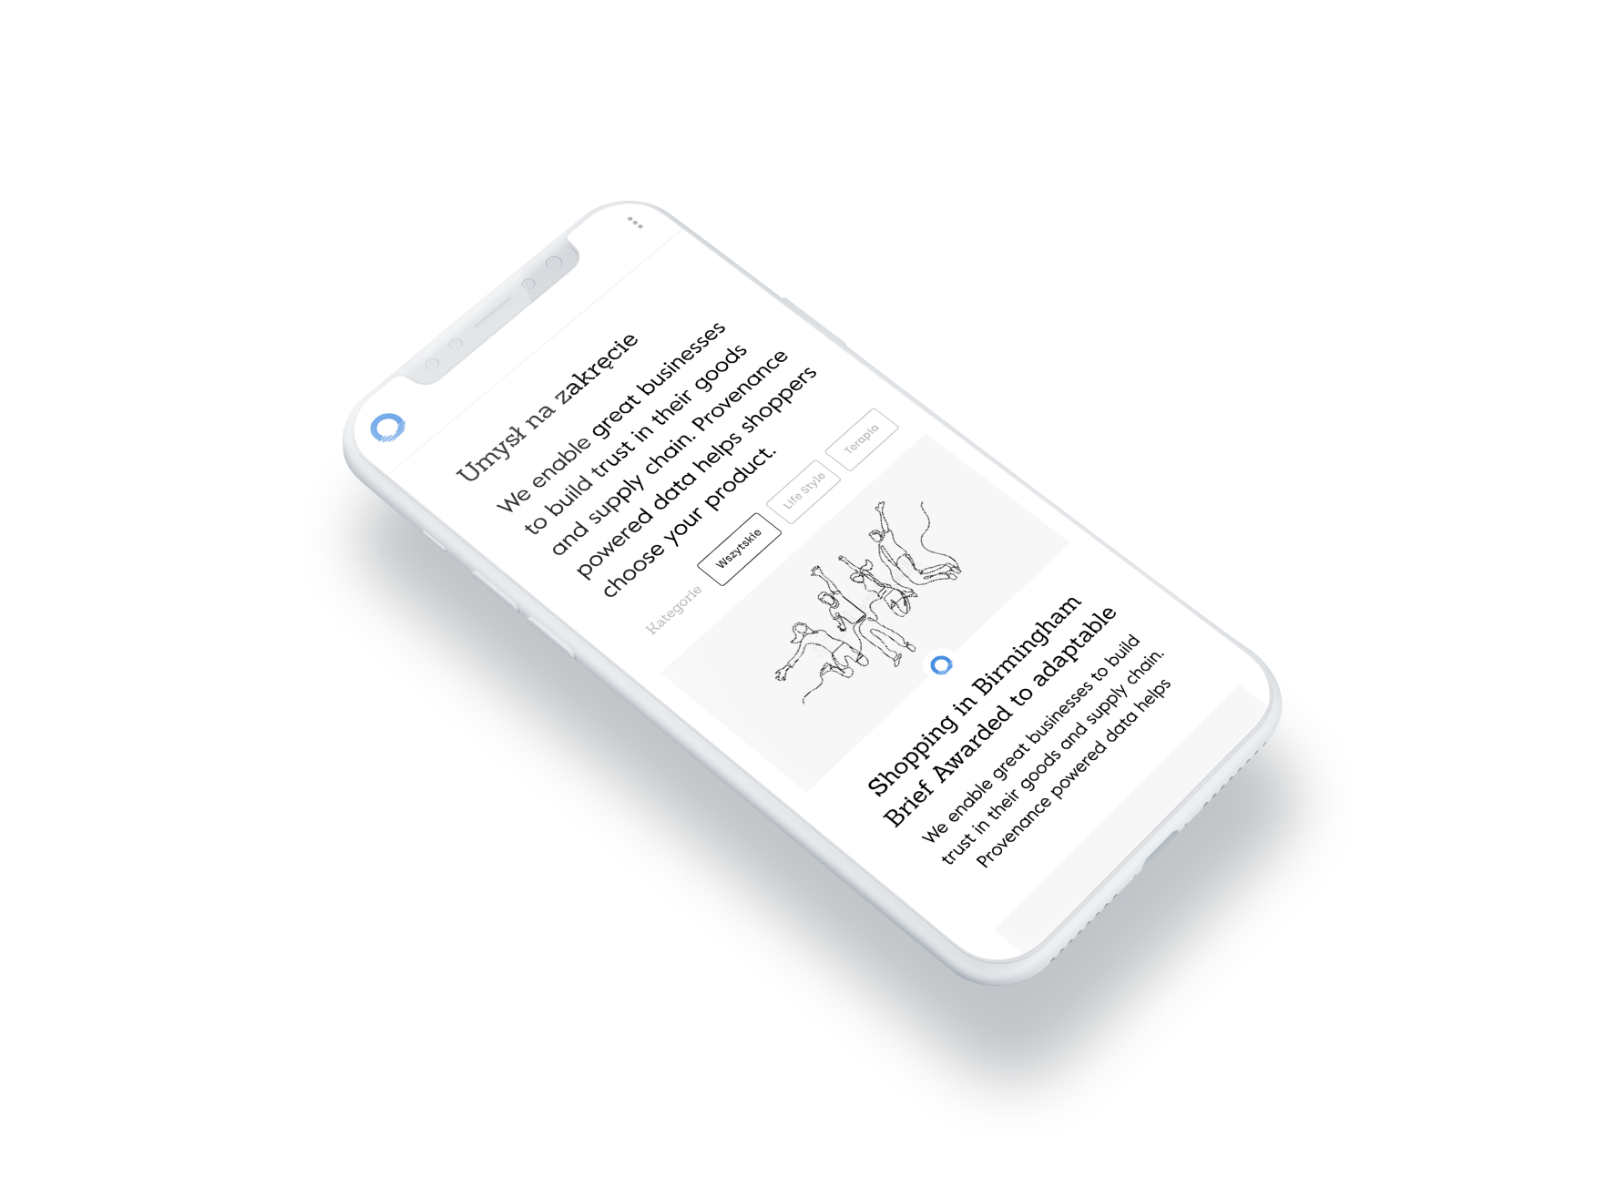 Umysł na zakręcie
We enable great businesses
to build trust in their goods
and supply chain. Provenance
powered data helps shoppers
choose your product.
Kategorie
Wszytskie
Life Style
Terapia
Shopping in Birmingham
Brief Awarded to adaptable
We enable great businesses to build
trust in their goods and supply chain.
Provenance powered data helps